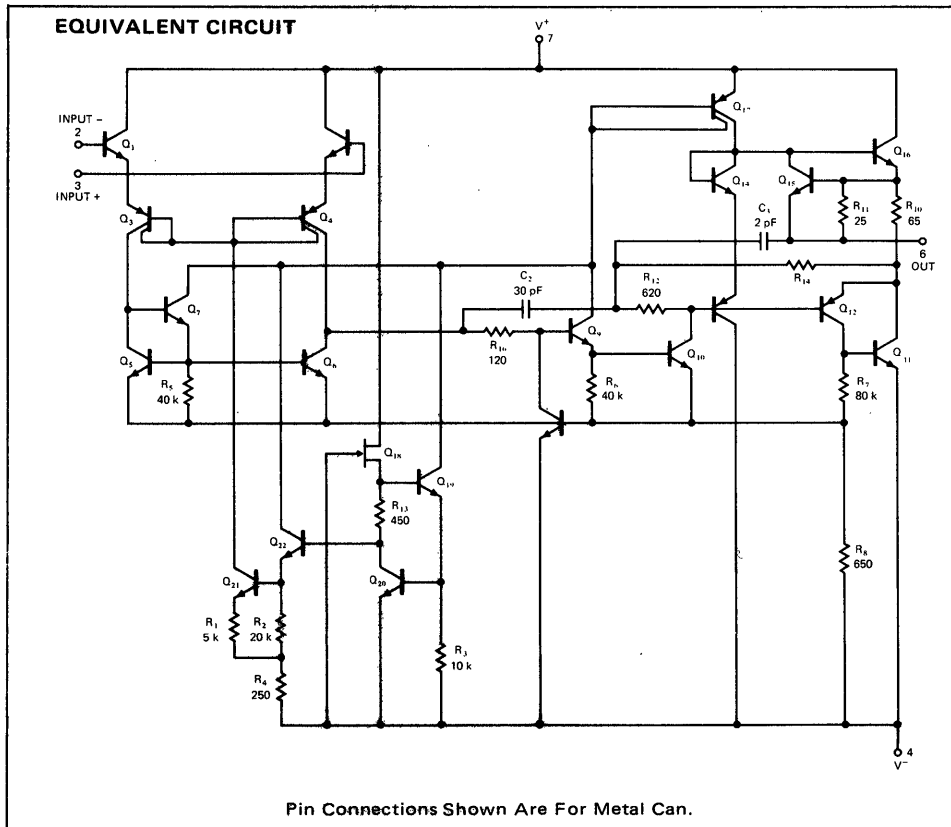 EQUIVALENT CIRCUIT
V+
7
INPUT -
2
Q1
3
INPUT +
Q3
Q4
Q17
Q16
Q14
Q15
R11
25
R10
65
C1
2 pF
6
OUT
R14
C2
30 pF
R12
620
Q7
Q12
Q5
Q6
R16
120
Q9
Q10
Q11
R5
40 k
R6
40 k
R7
80 k
Q18
Q19
R13
450
Q22
Q20
Q21
R8
650
R1
5 k
R2
20 k
R3
10 k
R4
250
4
V-
Pin Connections Shown Are For Metal Can.